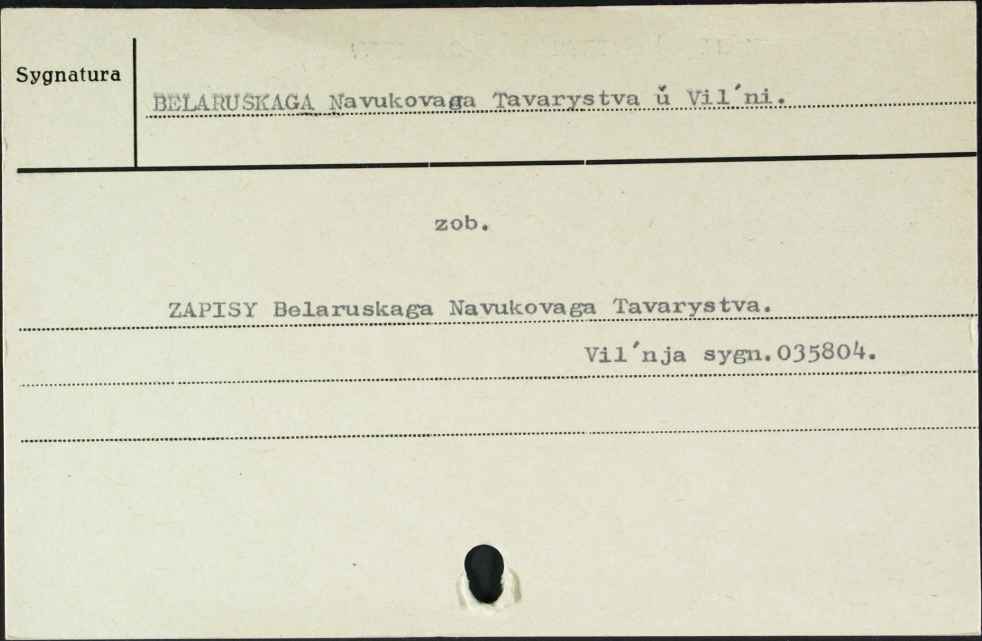 Sygnatura
BELARUSKAGA Navukovaga Tavarystva ǔ Vil´ni.
zob.
ZAPISY Belaruskaga Navukovaga Tavarystva.
Vil´nja sygn.035804.